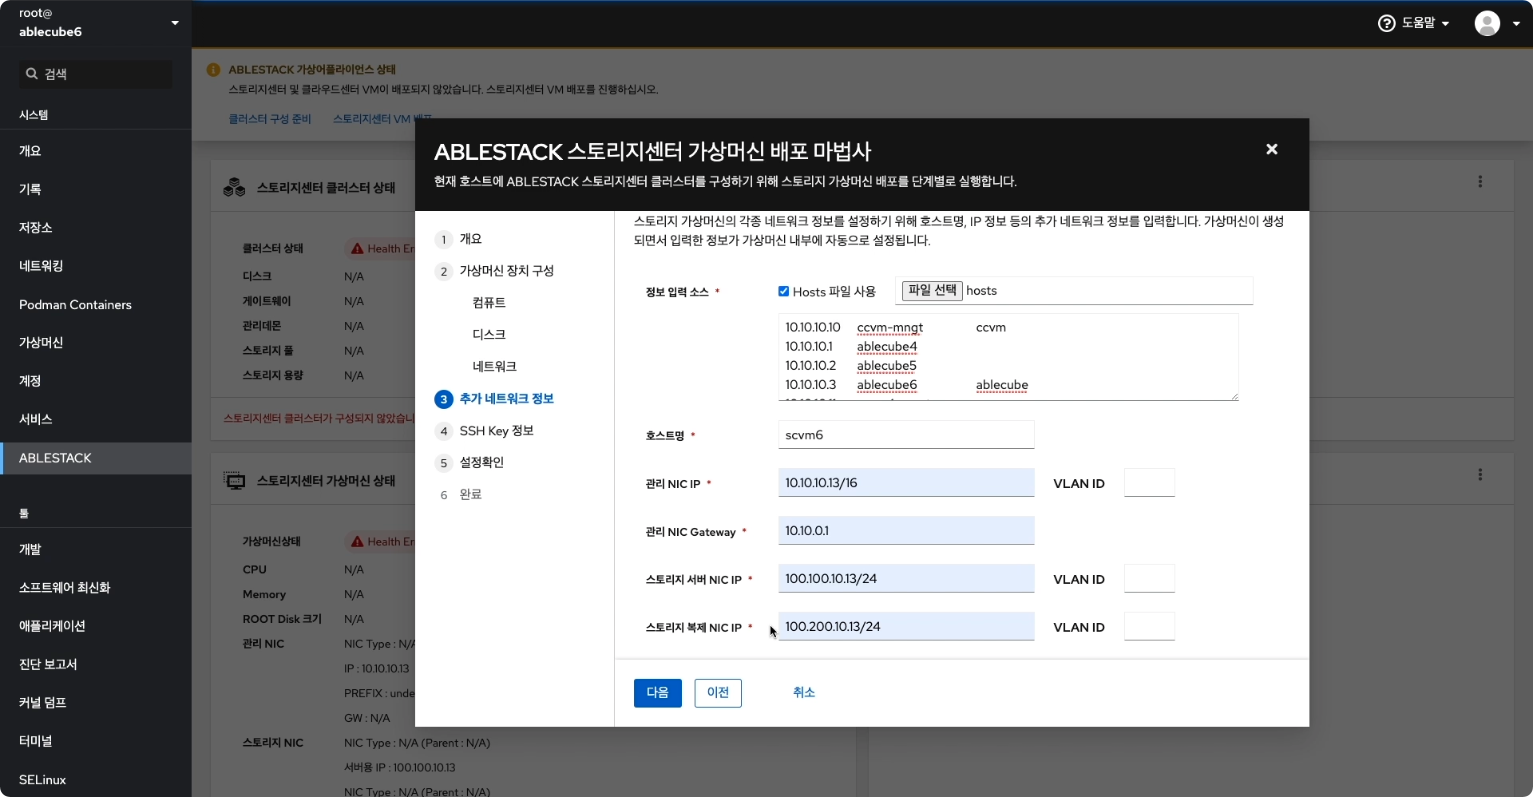 root@
ablecube6
도움말
검색
시스템
개요
기록
저장소
네트워킹
Podman Containers
가상머신
계정
서비스
ABLESTACK
툴
개발
소프트웨어 최신화
애플리케이션
진단 보고서
커널 덤프
터미널
SELinux
ABLESTACK 가상어플라이언스 상태
스토리지센터 및 클라우드센터 VM이 배포되지 않았습니다. 스토리지센터 VM 배포를 진행하십시오.
클러스터 구성 준비 스토리지센터 VM 배포
스토리지센터 클러스터 상태
클러스터 상태 Health Er
디스크 N/A
게이트웨이 N/A
관리데몬 N/A
스토리지 풀 N/A
스토리지 용량 N/A
스토리지센터 클러스터가 구성되지 않았습니
스토리지센터 가상머신 상태
가상머신상태 Health Er
CPU N/A
Memory N/A
ROOT Disk 크기 N/A
관리 NIC NIC Type : N/A
IP : 10.10.10.13
PREFIX : unde
GW : N/A
스토리지 NIC NIC Type : N/A (Parent : N/A)
서버용 IP : 100.100.10.13
NIC Type : N/A (Parent : N/A)
ABLESTACK 스토리지센터 가상머신 배포 마법사
현재 호스트에 ABLESTACK 스토리지센터 클러스터를 구성하기 위해 스토리지 가상머신 배포를 단계별로 실행합니다.
1 개요
2 가상머신 장치 구성
컴퓨트
디스크
네트워크
3 추가 네트워크 정보
4 SSH Key 정보
5 설정확인
6 완료
스토리지 가상머신의 각종 네트워크 정보를 설정하기 위해 호스트명, IP 정보 등의 추가 네트워크 정보를 입력합니다. 가상머신이 생성
되면서 입력한 정보가 가상머신 내부에 자동으로 설정됩니다.
정보 입력 소스 * Hosts 파일 사용 파일 선택 hosts
10.10.10.10 ccvm-mngt ccvm
10.10.10.1 ablecube4
10.10.10.2 ablecube5
10.10.10.3 ablecube6 ablecube
호스트명 * scvm6
관리 NIC IP * 10.10.10.13/16 VLAN ID
관리 NIC Gateway * 10.10.0.1
스토리지 서버 NIC IP * 100.100.10.13/24 VLAN ID
스토리지 복제 NIC IP * 100.200.10.13/24 VLAN ID
다음 이전 취소